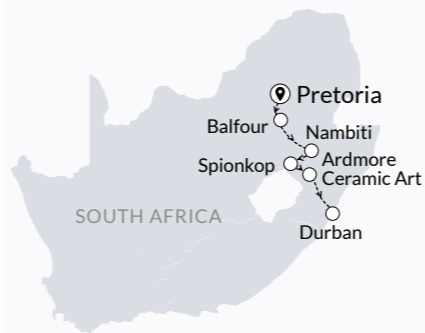 Pretoria
Balfour
Nambiti
Spionkop
Ardmore
Ceramic Art
SOUTH AFRICA
Durban